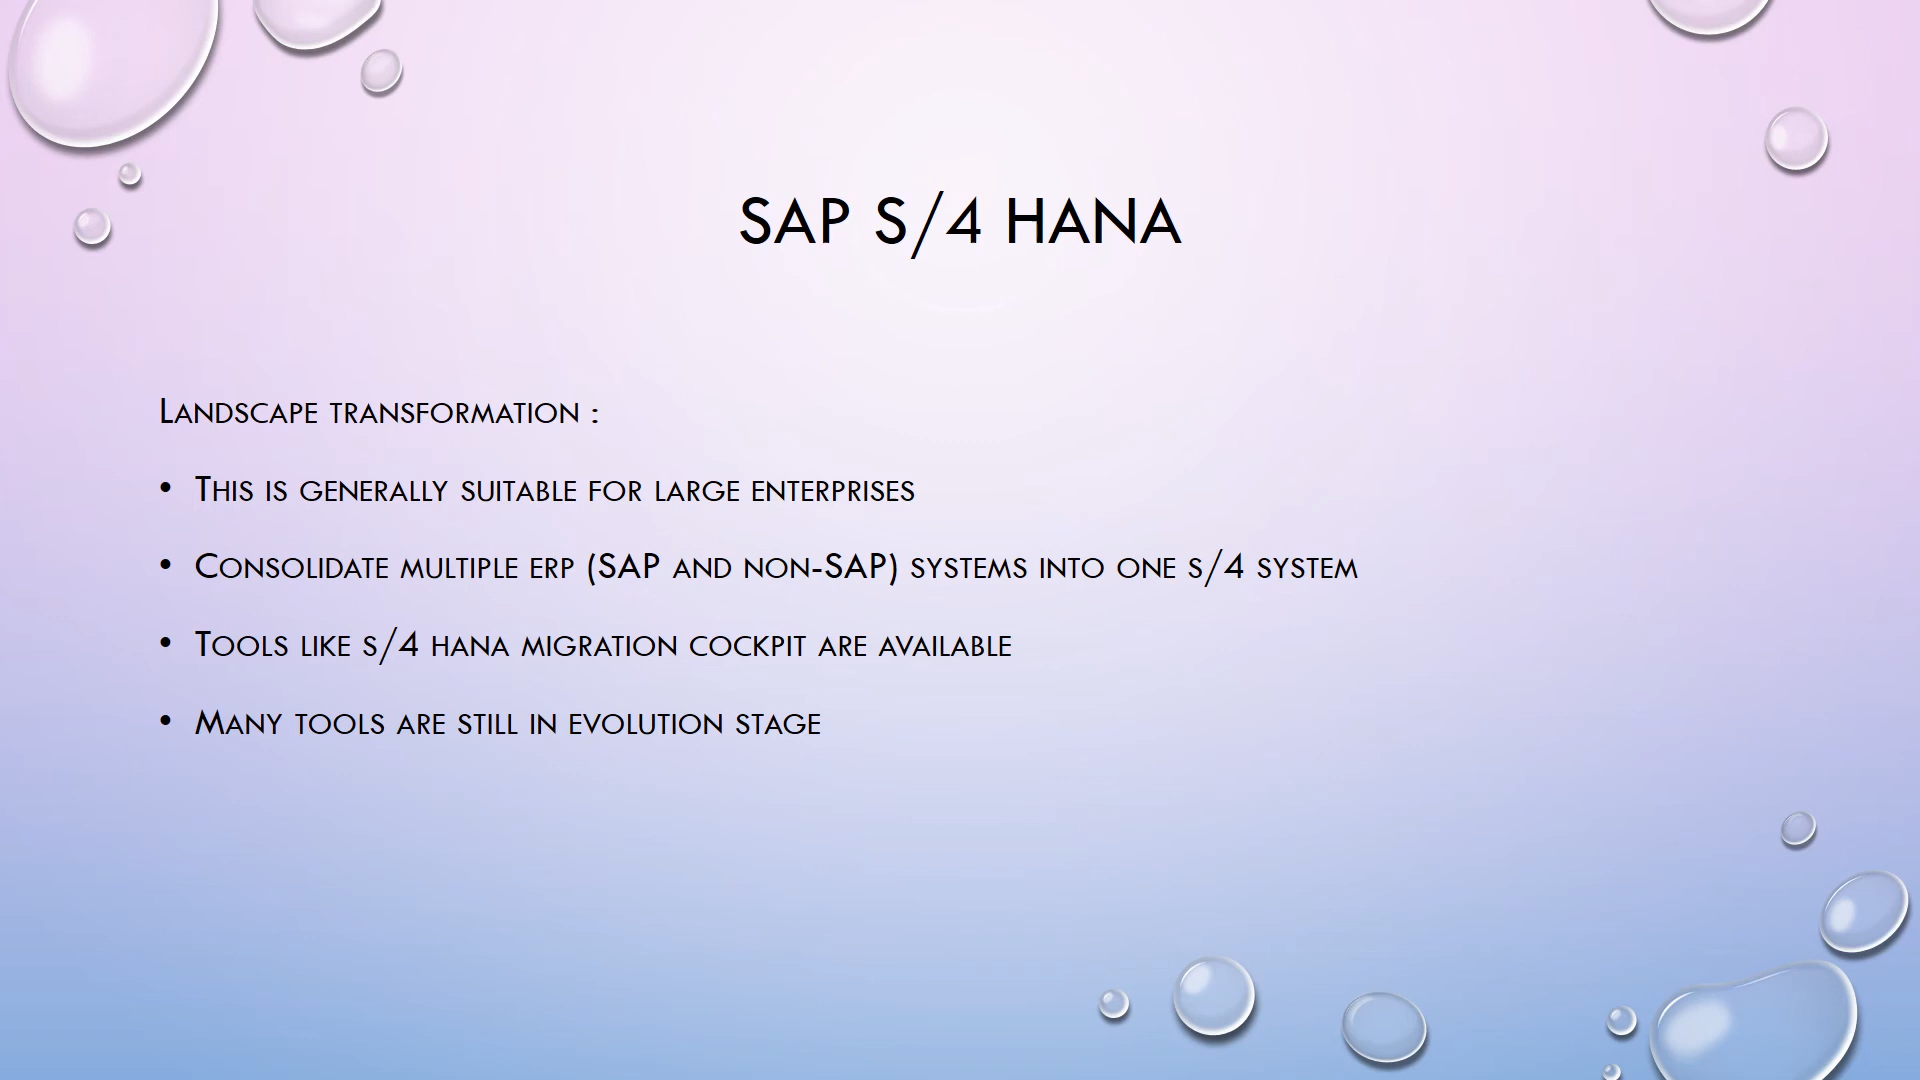 SAP S/4 HANA
Landscape transformation :
• This is generally suitable for large enterprises
• Consolidate multiple erp (SAP and non-SAP) systems into one s/4 system
• Tools like s/4 hana migration cockpit are available
• Many tools are still in evolution stage